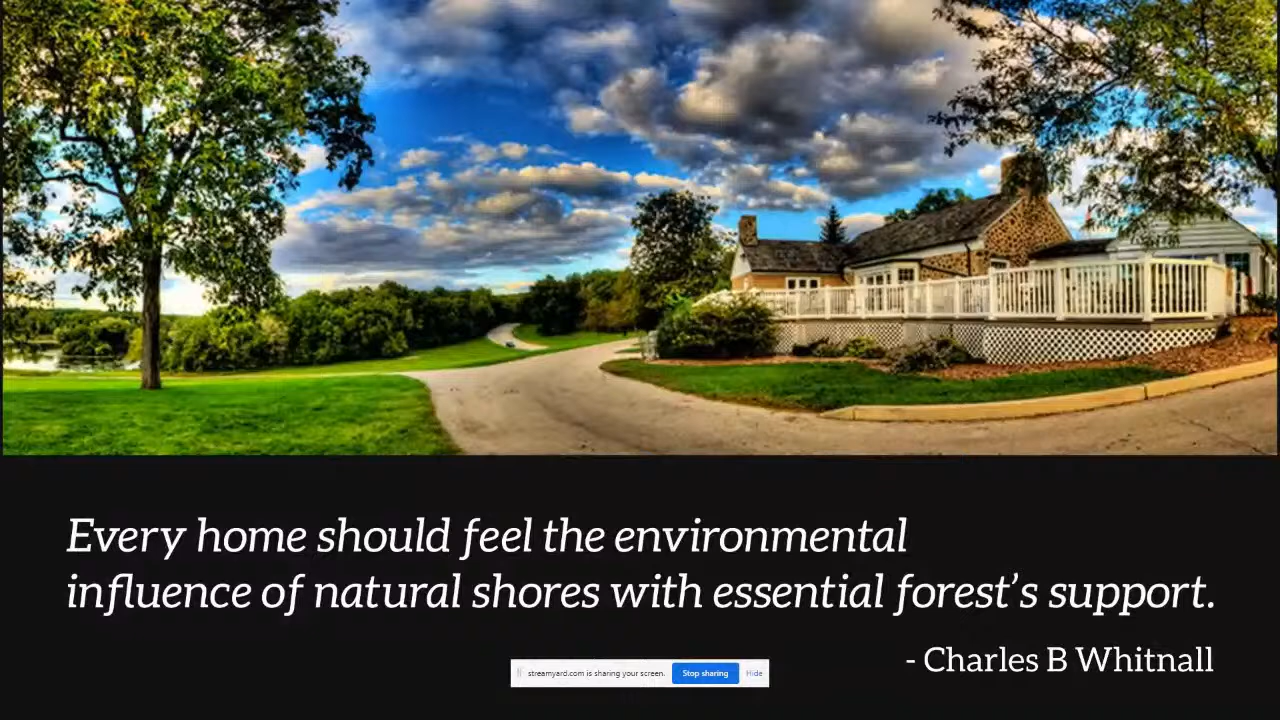 Every home should feel the environmental
influence of natural shores with essential forest's support.
- Charles B Whitnall
streamyard.com is sharing your screen. Stop sharing Hide